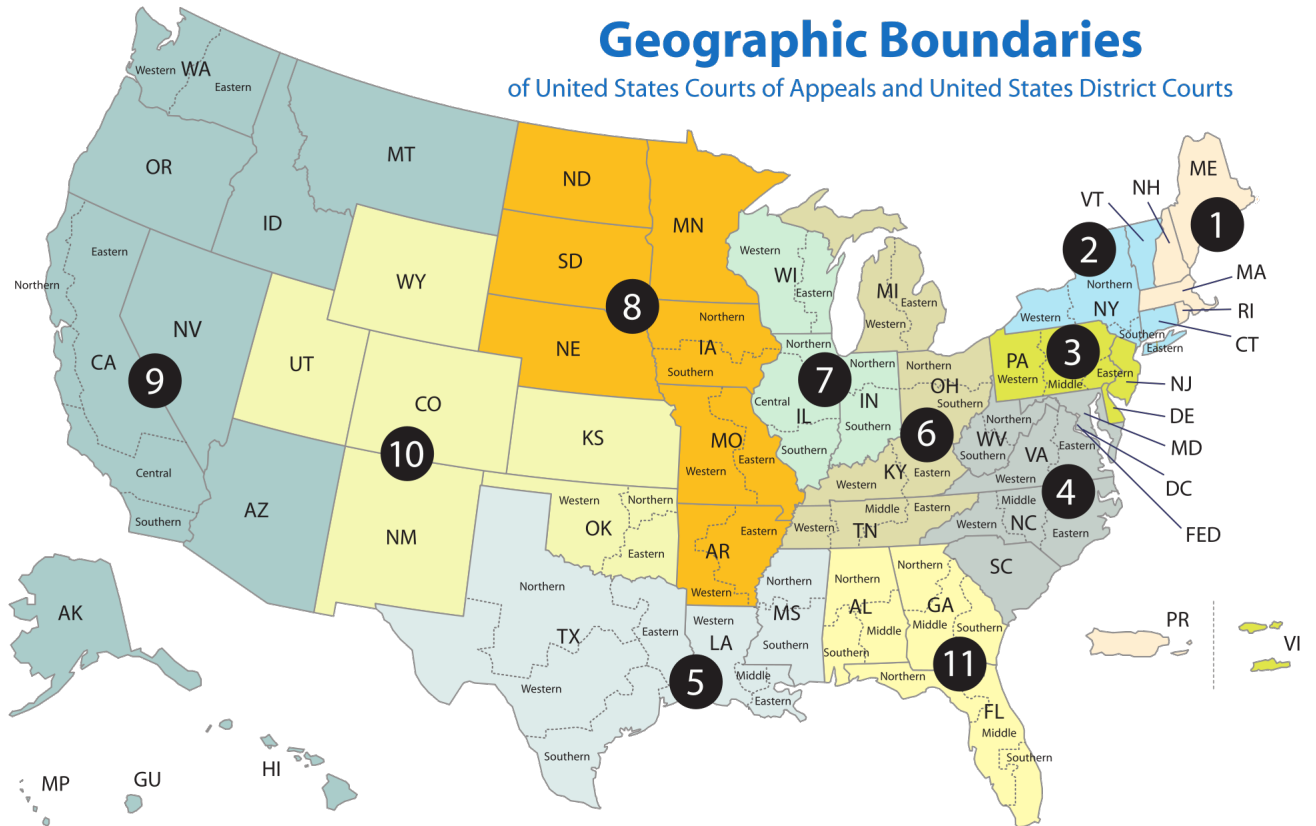 Geographic Boundaries
of United States Courts of Appeals and United States District Courts
Western
WA
Eastern
OR
MT
ID
ND
MN
SD
WY
NE
8
Northern
IA
Southern
Western
WI
Eastern
MI
Eastern
Western
VT
NH
ME
1
2
Northern
NY
Western
Southern
Eastern
MA
RI
CT
Eastern
Northern
NV
CA
9
Central
Southern
UT
CO
10
KS
Northern
7
Central
IL
Southern
Northern
IN
Southern
Northern
OH
Southern
6
PA
3
Western
Middle
Eastern
NJ
DE
MD
DC
FED
MO
Western
Eastern
KY
Western
Eastern
Northern
WV
Southern
VA
Eastern
Western
4
AZ
NM
Western
Northern
OK
Eastern
Eastern
AR
Western
Western
Middle
Eastern
TN
Middle
Western
NC
Eastern
SC
AK
Northern
TX
Eastern
Western
Southern
5
Western
LA
Middle
Eastern
Northern
MS
Southern
Northern
AL
Middle
Southern
Northern
GA
Middle
Southern
11
Northern
FL
Middle
Southern
PR
VI
MP
GU
HI